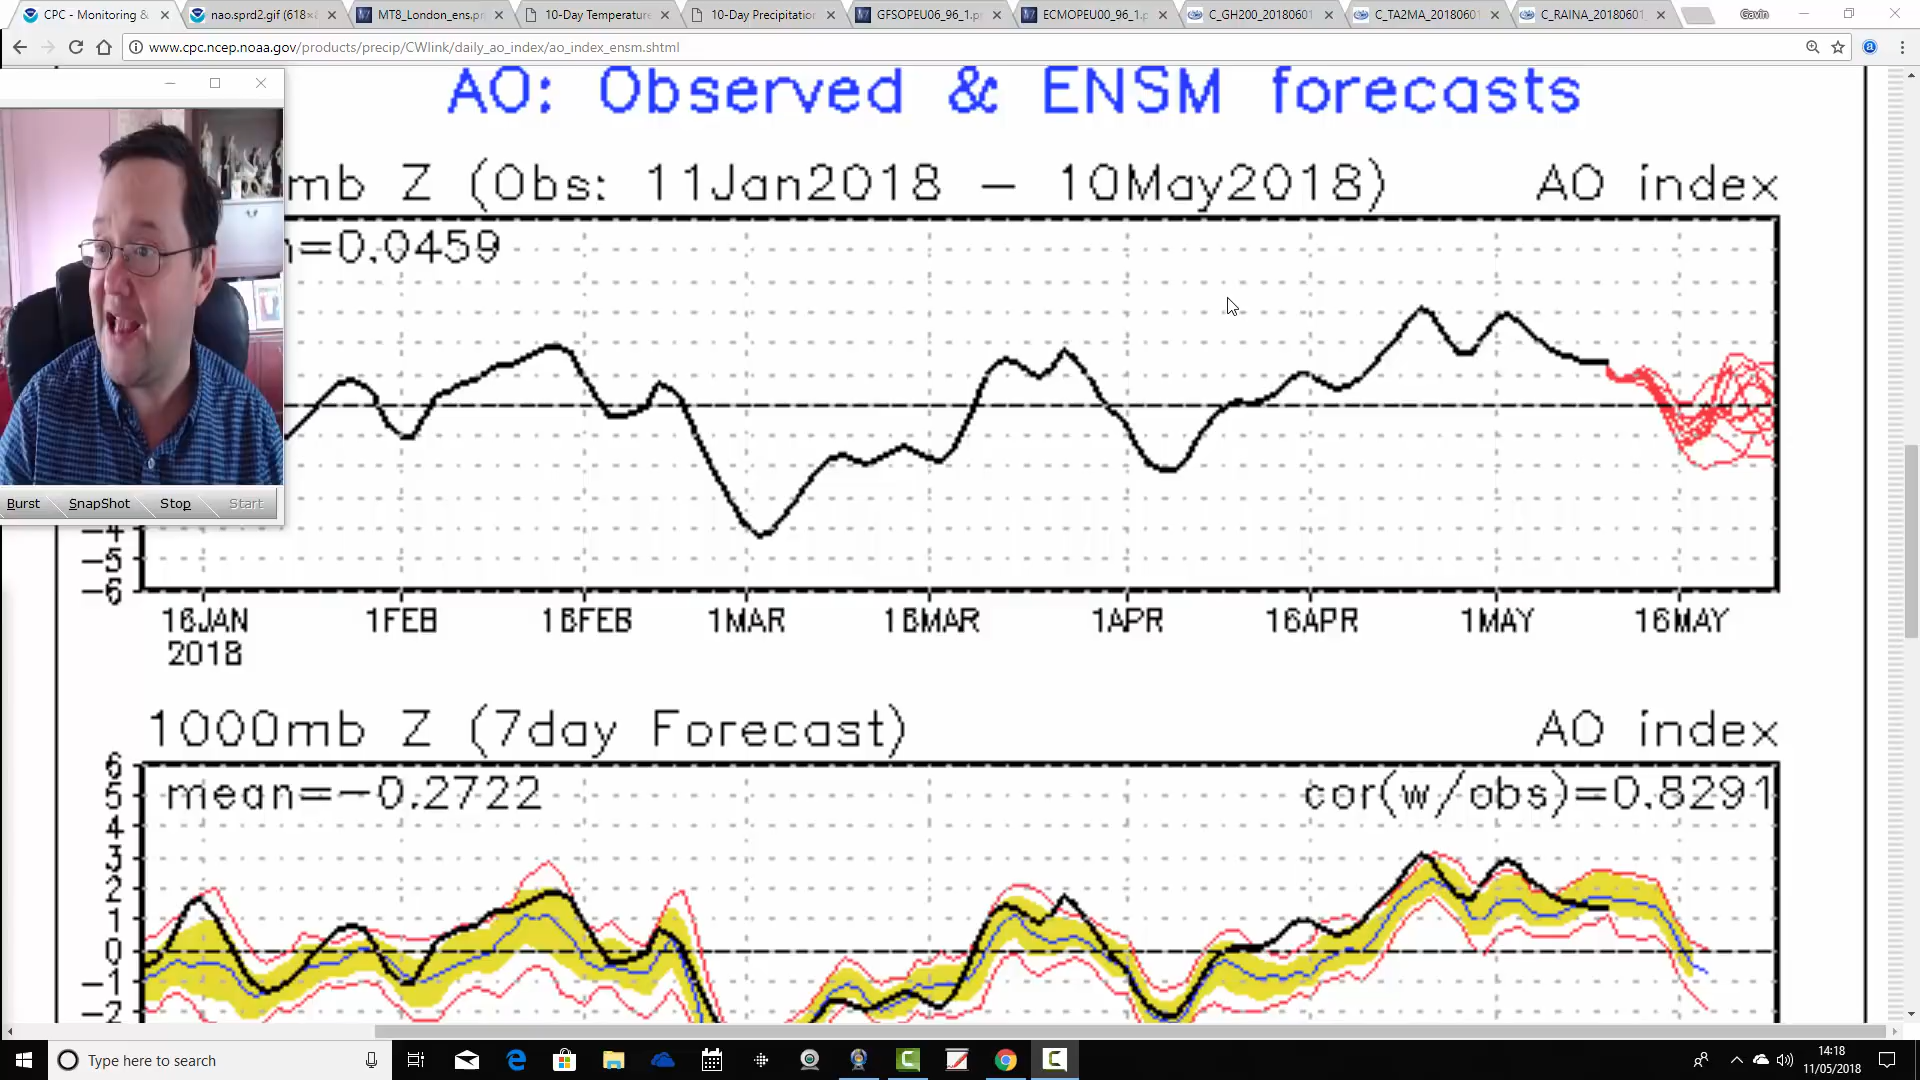 CPC - Monitoring &
nao.sprd2.gif (618×
MT8_London_ens.pn
10-Day Temperature
10-Day Precipitation
GFSOPEU06_96_1.p
ECMOPEU00_96_1.p
C_GH200_20180601
C_TA2MA_20180601
C_RAINA_20180601
Gavin
www.cpc.ncep.noaa.gov/products/precip/CWlink/daily_ao_index/ao_index_ensm.shtml
AO: Observed & ENSM forecasts
mb Z (Obs: 11Jan2018 – 10May2018)
AO index
n=0.0459
Burst
SnapShot
Stop
Start
-4
-5
-6
16JAN 1FEB 16FEB 1MAR 16MAR 1APR 16APR 1MAY 16MAY
2018
1000mb Z (7day Forecast)
AO index
6
mean=-0.2722
cor(w/obs)=0.8291
5
4
3
2
1
0
-1
-2
Type here to search
14:18
11/05/2018